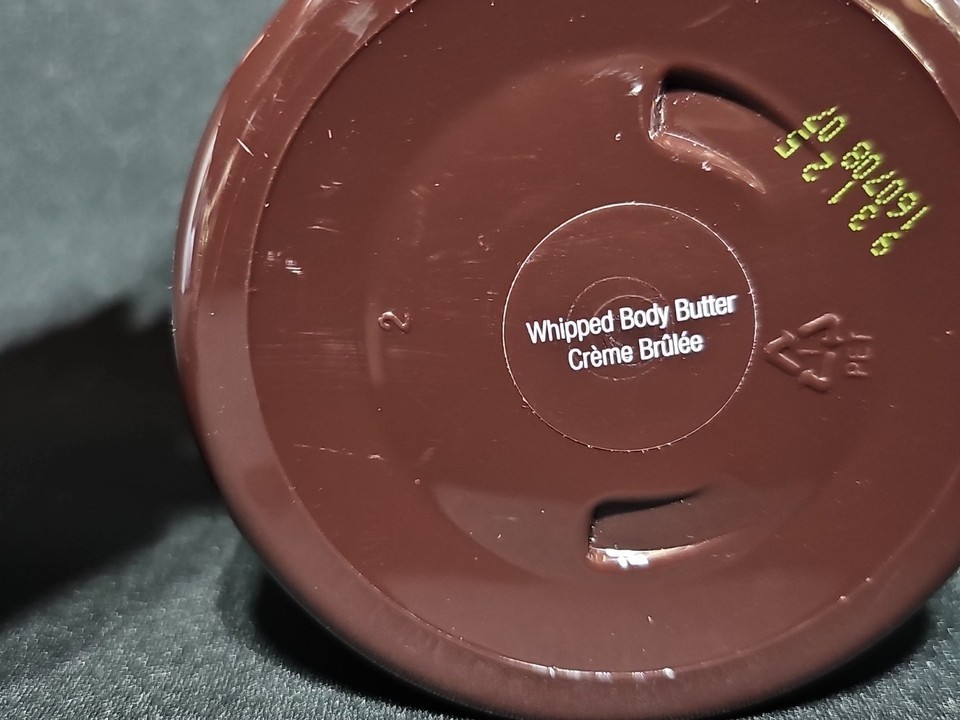 Whipped Body Butter
Crème Brûlée
2
PET